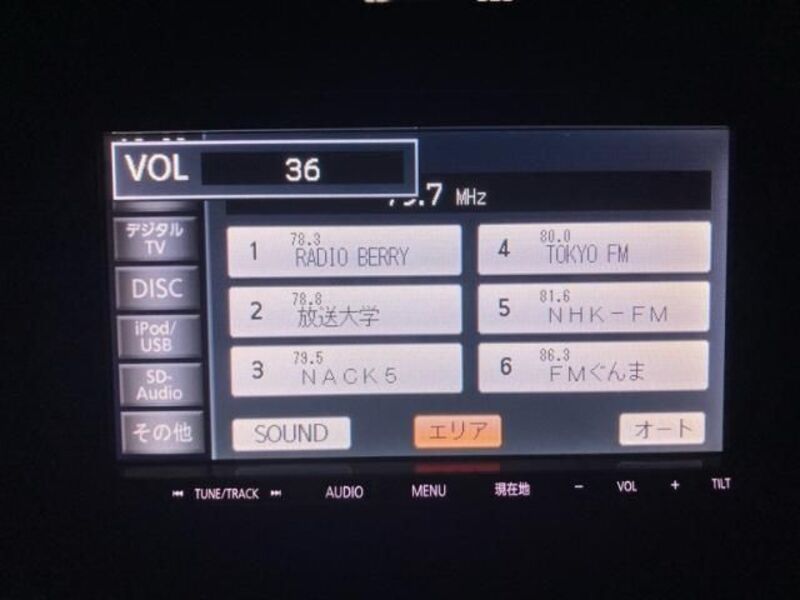 VOL 36
.7 MHz
デジタル
TV
DISC
iPod/
USB
SD-
Audio
その他
1 78.3
RADIO BERRY
2 78.8
放送大学
3 79.5
NACK5
4 80.0
TOKYO FM
5 81.6
NHK-FM
6 86.3
FMぐんま
SOUND エリア オート
⏮ TUNE/TRACK ⏭ AUDIO MENU 現在地 - VOL + TILT